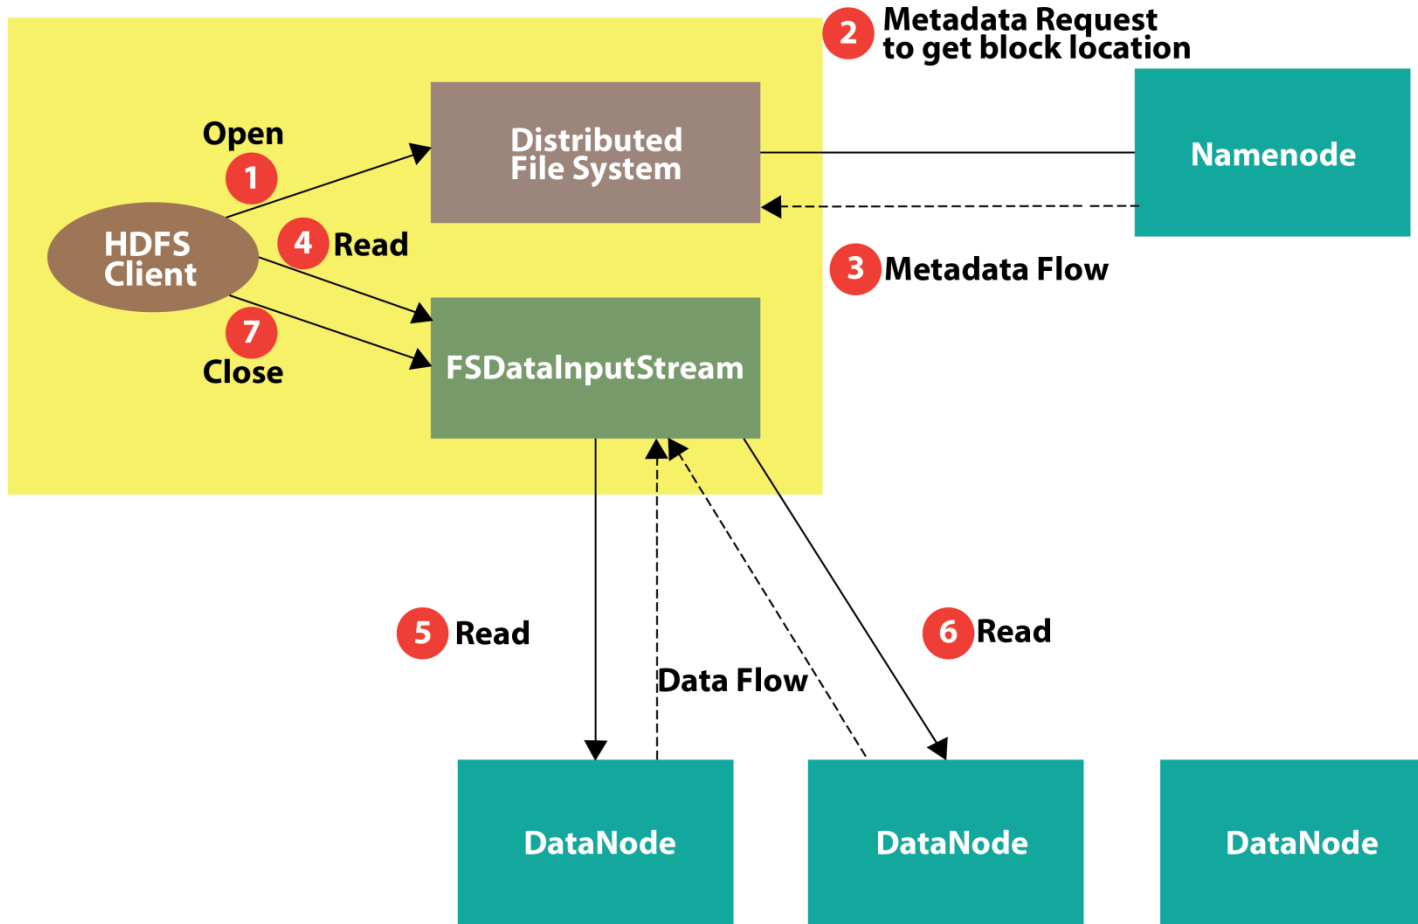 2 Metadata Request
to get block location
Open
1
Distributed
File System
Namenode
HDFS
Client
4 Read
3 Metadata Flow
7
Close
FSDataInputStream
5 Read
6 Read
Data Flow
DataNode
DataNode
DataNode